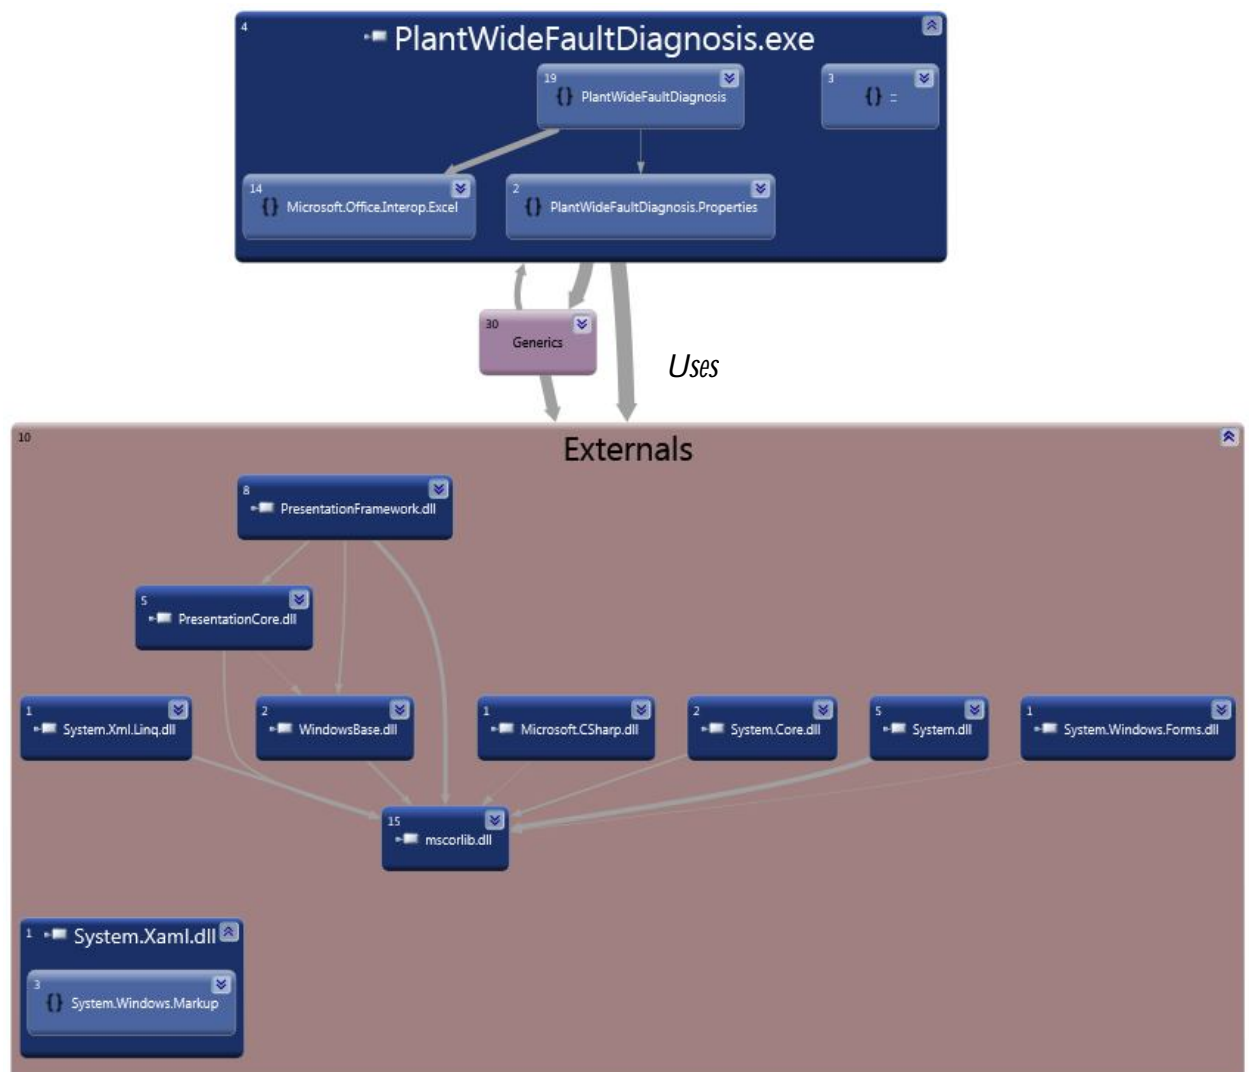 4
PlantWideFaultDiagnosis.exe
19
{} PlantWideFaultDiagnosis
3
{} ::
14
{} Microsoft.Office.Interop.Excel
2
{} PlantWideFaultDiagnosis.Properties
30
Generics
Uses
10
Externals
8
PresentationFramework.dll
5
PresentationCore.dll
1
System.Xml.Linq.dll
2
WindowsBase.dll
1
Microsoft.CSharp.dll
2
System.Core.dll
5
System.dll
1
System.Windows.Forms.dll
15
mscorlib.dll
1
System.Xaml.dll
3
{} System.Windows.Markup